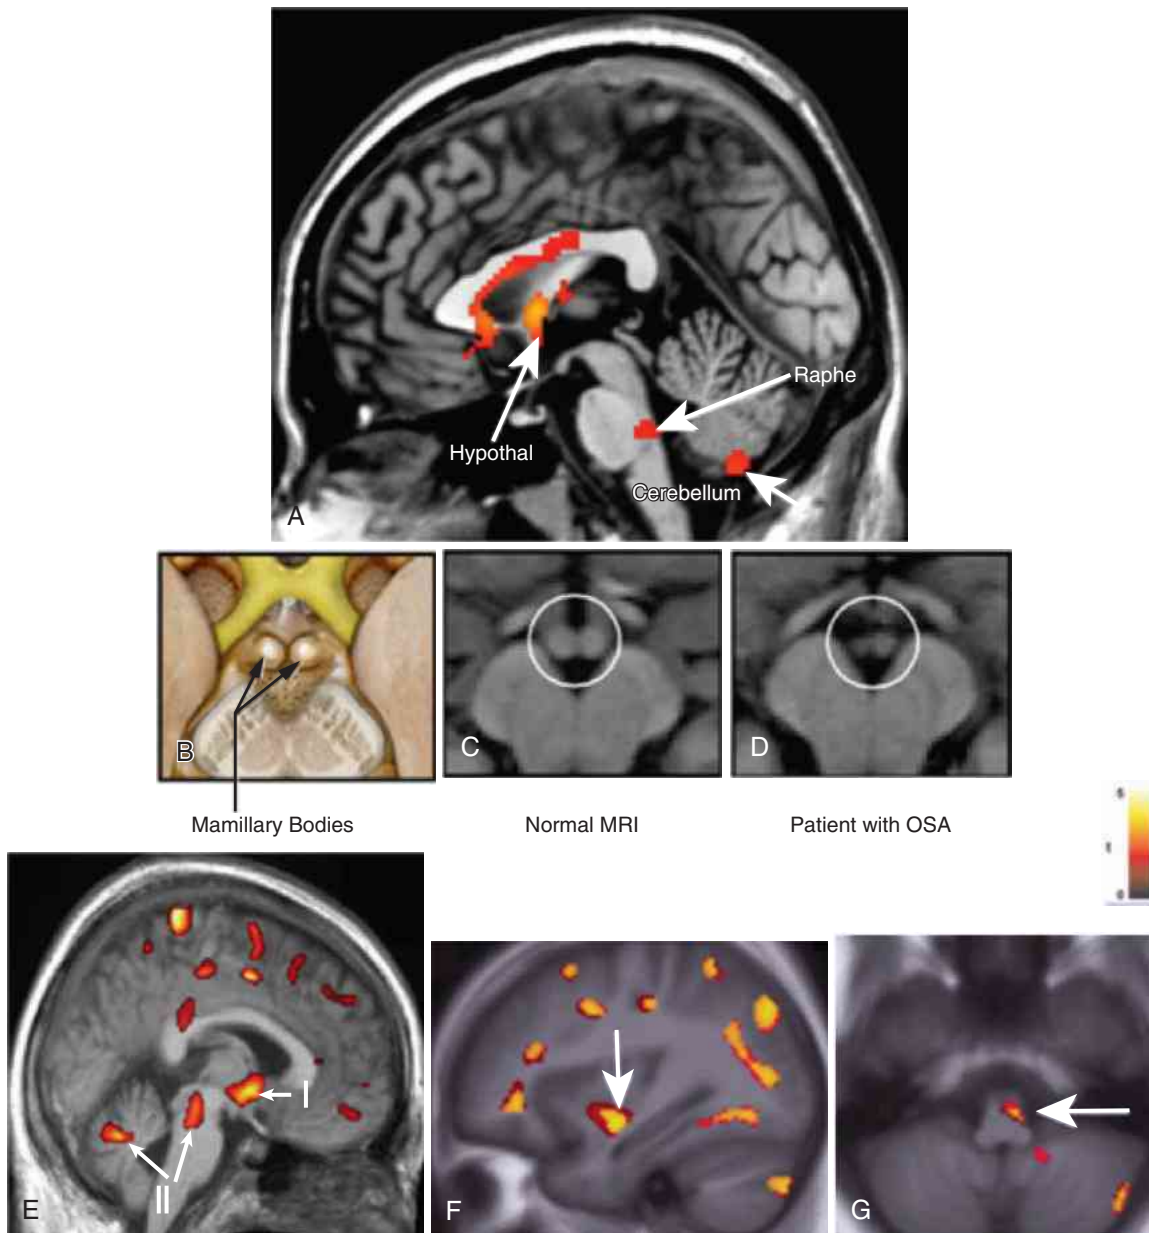 Raphe
Hypothal
Cerebellum
A
B
C
D
Mamillary Bodies
Normal MRI
Patient with OSA
I
II
E
F
G